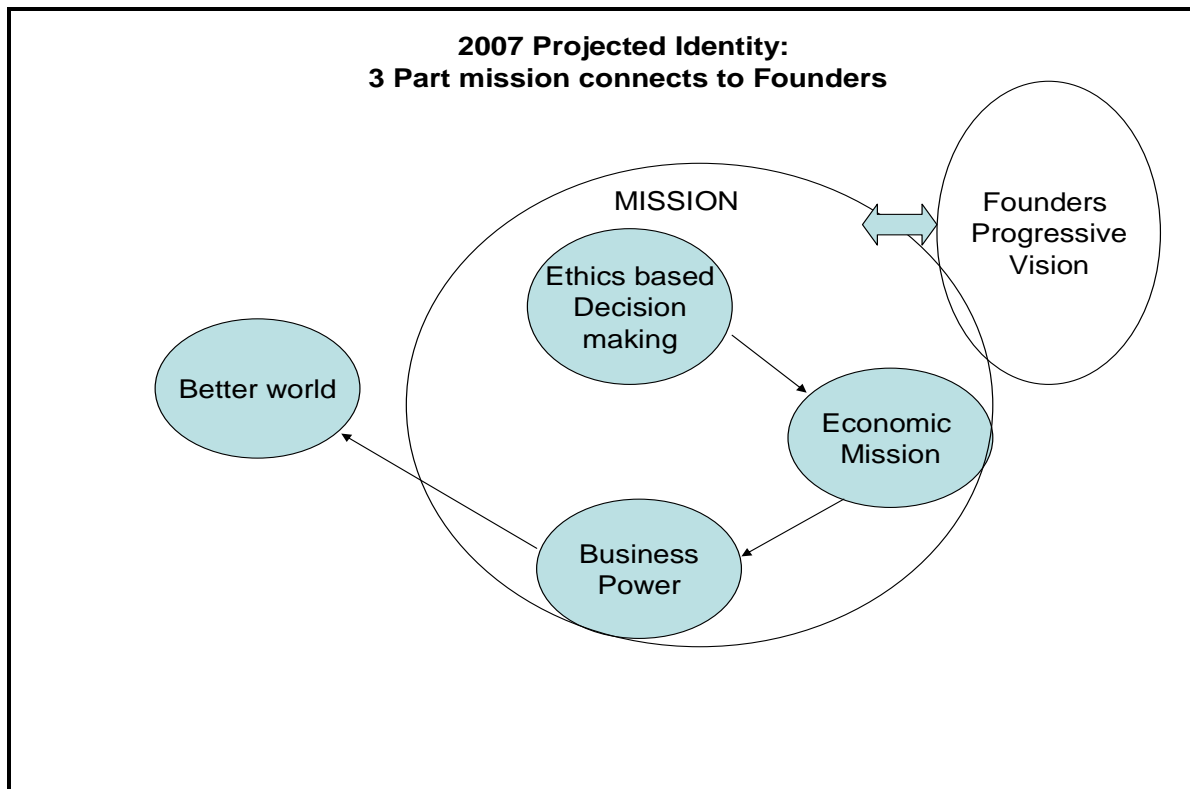 2007 Projected Identity:
3 Part mission connects to Founders
MISSION
Founders
Progressive
Vision
Ethics based
Decision
making
Better world
Economic
Mission
Business
Power